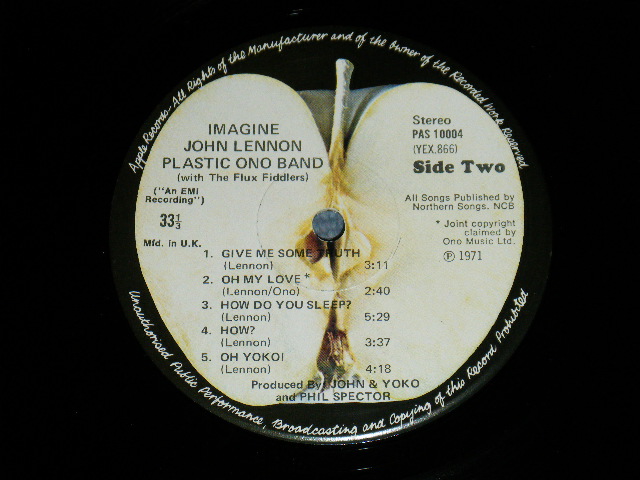 Apple Records-All Rights of the Manufacturer and of the Owner of the Recorded Work Reserved
IMAGINE
JOHN LENNON
PLASTIC ONO BAND
(with The Flux Fiddlers)
("An EMI
Recording")
33⅓
Mfd. in U.K.
Stereo
PAS 10004
(YEX.866)
Side Two
All Songs Published by
Northern Songs. NCB
* Joint copyright
claimed by
Ono Music Ltd.
Ⓟ 1971
1. GIVE ME SOME TRUTH
(Lennon) 3:11
2. OH MY LOVE *
(Lennon/Ono) 2:40
3. HOW DO YOU SLEEP?
(Lennon) 5:29
4. HOW?
(Lennon) 3:37
5. OH YOKO!
(Lennon) 4:18
Produced By: JOHN & YOKO
and PHIL SPECTOR
Unauthorised Public Performance, Broadcasting and Copying of this Record Prohibited